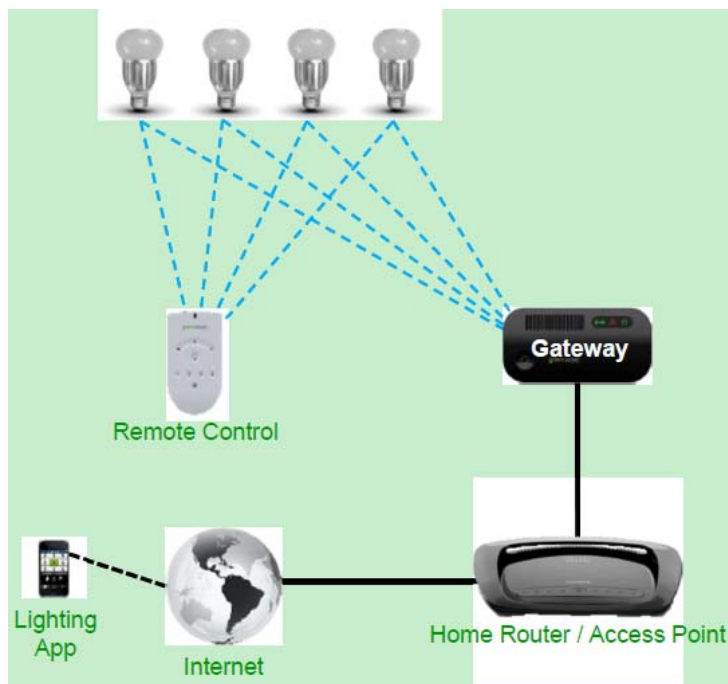 Gateway
Remote Control
Lighting
App
Internet
Home Router / Access Point